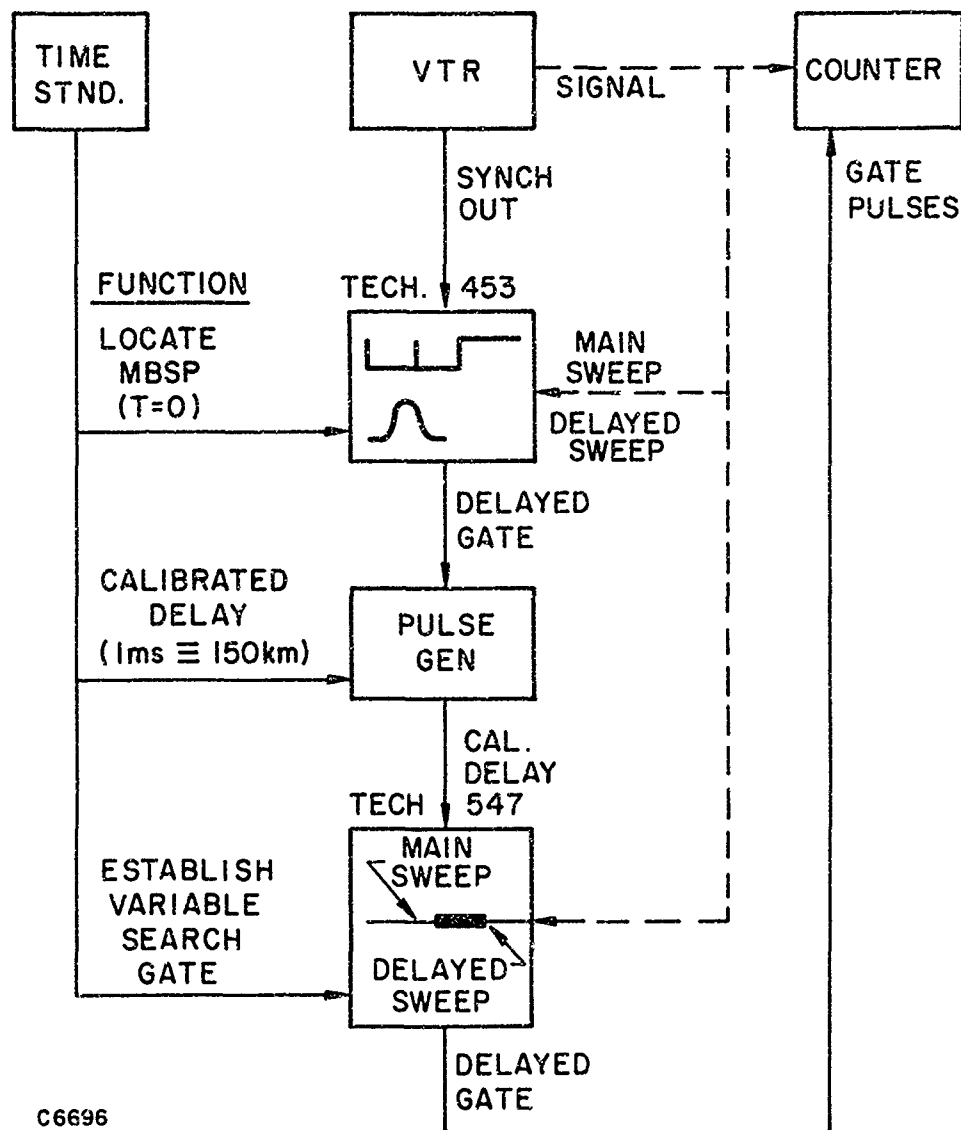 TIME
STND.
VTR
SIGNAL
COUNTER
SYNCH
OUT
GATE
PULSES
FUNCTION
LOCATE
MBSP
(T=0)
TECH. 453
MAIN
SWEEP
DELAYED
SWEEP
DELAYED
GATE
CALIBRATED
DELAY
(1ms ≡ 150km)
PULSE
GEN
CAL.
DELAY
TECH 547
ESTABLISH
VARIABLE
SEARCH
GATE
MAIN
SWEEP
DELAYED
SWEEP
DELAYED
GATE
C6696